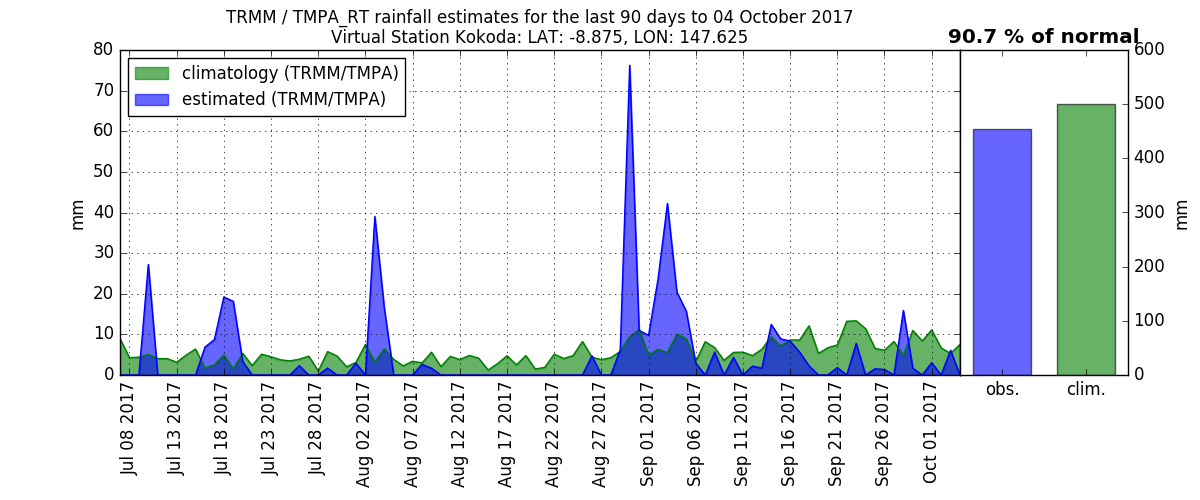 TRMM / TMPA_RT rainfall estimates for the last 90 days to 04 October 2017
Virtual Station Kokoda: LAT: -8.875, LON: 147.625
90.7 % of normal
climatology (TRMM/TMPA)
estimated (TRMM/TMPA)
mm
80
70
60
50
40
30
20
10
0
Jul 08 2017
Jul 13 2017
Jul 18 2017
Jul 23 2017
Jul 28 2017
Aug 02 2017
Aug 07 2017
Aug 12 2017
Aug 17 2017
Aug 22 2017
Aug 27 2017
Sep 01 2017
Sep 06 2017
Sep 11 2017
Sep 16 2017
Sep 21 2017
Sep 26 2017
Oct 01 2017
obs.
clim.
600
500
400
300
200
100
0
mm